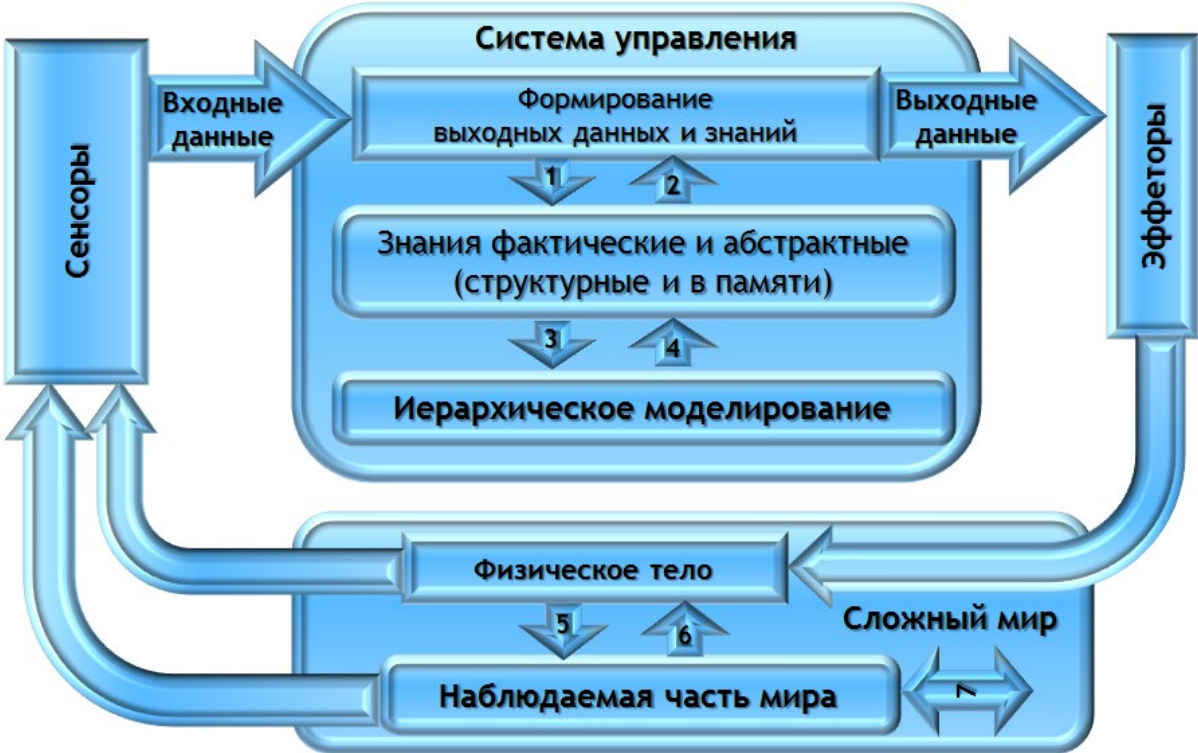 Система управления
Сенсоры
Входные
данные
Формирование
выходных данных и знаний
Выходные
данные
Эффеторы
1
2
Знания фактические и абстрактные
(структурные и в памяти)
3
4
Иерархическое моделирование
Физическое тело
5
6
Сложный мир
Наблюдаемая часть мира
7